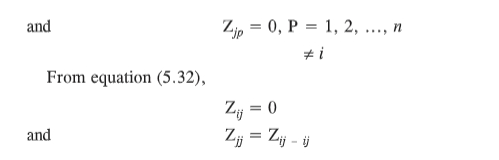 and Z_jp = 0, P = 1, 2, ..., n
≠ i
From equation (5.32),
Z_ij = 0
and Z_jj = Z_ij - ij